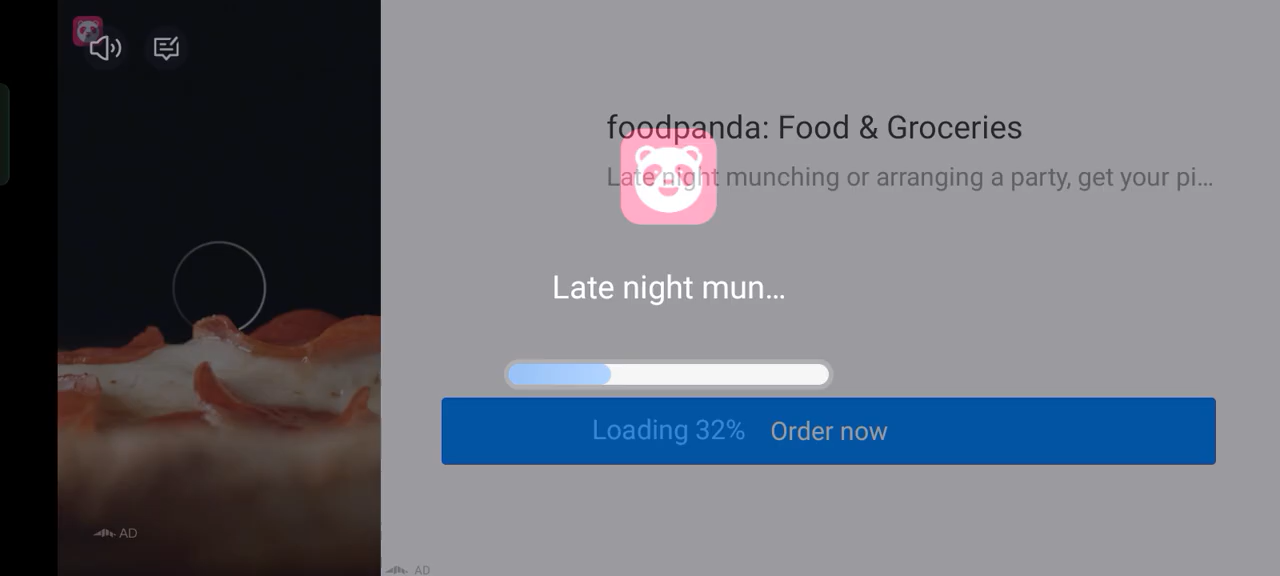 foodpanda: Food & Groceries
Late night munching or arranging a party, get your pi…
Late night mun…
Loading 32%
Order now
AD
AD